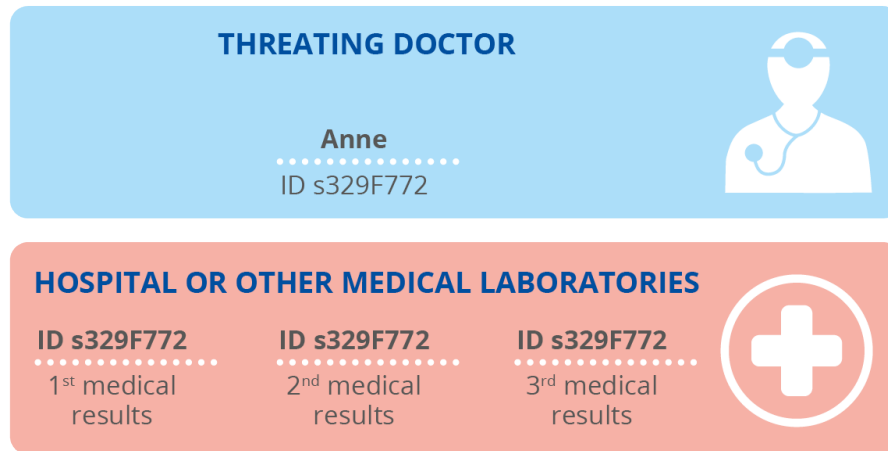 THREATING DOCTOR
Anne
ID s329F772
HOSPITAL OR OTHER MEDICAL LABORATORIES
ID s329F772 ID s329F772 ID s329F772
1st medical 2nd medical 3rd medical
results results results